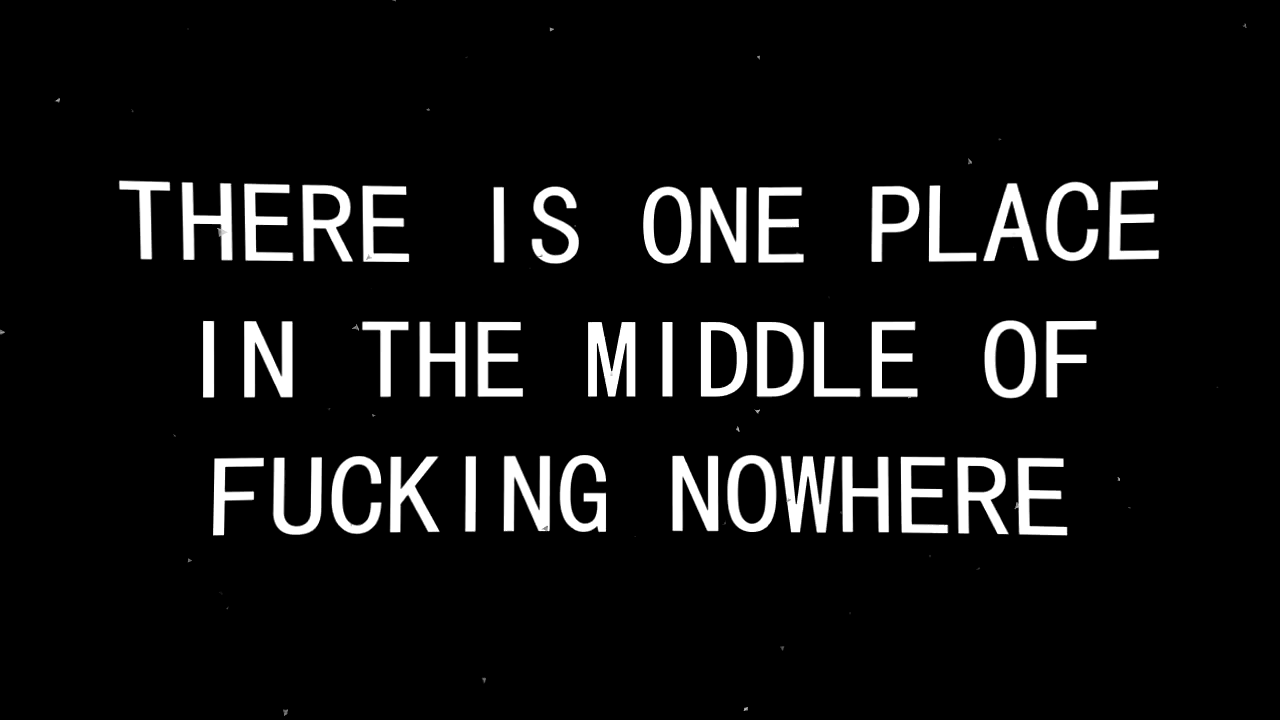 THERE IS ONE PLACE
IN THE MIDDLE OF
FUCKING NOWHERE